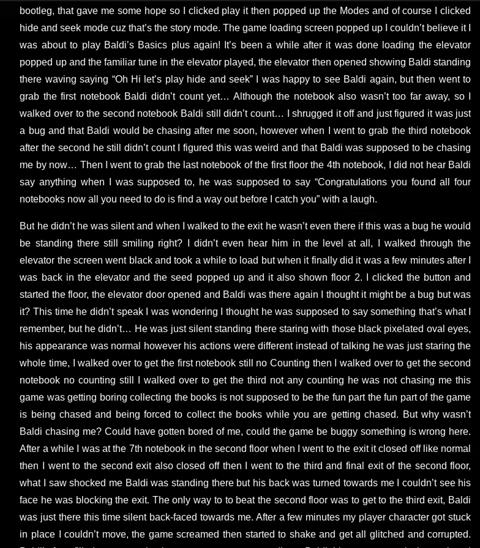 bootleg, that gave me some hope so I clicked play it then popped up the Modes and of course I clicked
hide and seek mode cuz that's the story mode. The game loading screen popped up I couldn't believe it I
was about to play Baldi's Basics plus again! It's been a while after it was done loading the elevator
popped up and the familiar tune in the elevator played, the elevator then opened showing Baldi standing
there waving saying “Oh Hi let's play hide and seek” I was happy to see Baldi again, but then went to
grab the first notebook Baldi didn't count yet… Although the notebook also wasn't too far away, so I
walked over to the second notebook Baldi still didn't count… I shrugged it off and just figured it was just
a bug and that Baldi would be chasing after me soon, however when I went to grab the third notebook
after the second he still didn't count I figured this was weird and that Baldi was supposed to be chasing
me by now… Then I went to grab the last notebook of the first floor the 4th notebook, I did not hear Baldi
say anything when I was supposed to, he was supposed to say “Congratulations you found all four
notebooks now all you need to do is find a way out before I catch you” with a laugh.
But he didn't he was silent and when I walked to the exit he wasn't even there if this was a bug he would
be standing there still smiling right? I didn't even hear him in the level at all, I walked through the
elevator the screen went black and took a while to load but when it finally did it was a few minutes after I
was back in the elevator and the seed popped up and it also shown floor 2. I clicked the button and
started the floor, the elevator door opened and Baldi was there again I thought it might be a bug but was
it? This time he didn't speak I was wondering I thought he was supposed to say something that's what I
remember, but he didn't… He was just silent standing there staring with those black pixelated oval eyes,
his appearance was normal however his actions were different instead of talking he was just staring the
whole time, I walked over to get the first notebook still no Counting then I walked over to get the second
notebook no counting still I walked over to get the third not any counting he was not chasing me this
game was getting boring collecting the books is not supposed to be the fun part the fun part of the game
is being chased and being forced to collect the books while you are getting chased. But why wasn't
Baldi chasing me? Could have gotten bored of me, could the game be buggy something is wrong here.
After a while I was at the 7th notebook in the second floor when I went to the exit it closed off like normal
then I went to the second exit also closed off then I went to the third and final exit of the second floor,
what I saw shocked me Baldi was standing there but his back was turned towards me I couldn't see his
face he was blocking the exit. The only way to to beat the second floor was to get to the third exit, Baldi
was just there this time silent back-faced towards me. After a few minutes my player character got stuck
in place I couldn't move, the game screamed then started to shake and get all glitched and corrupted.